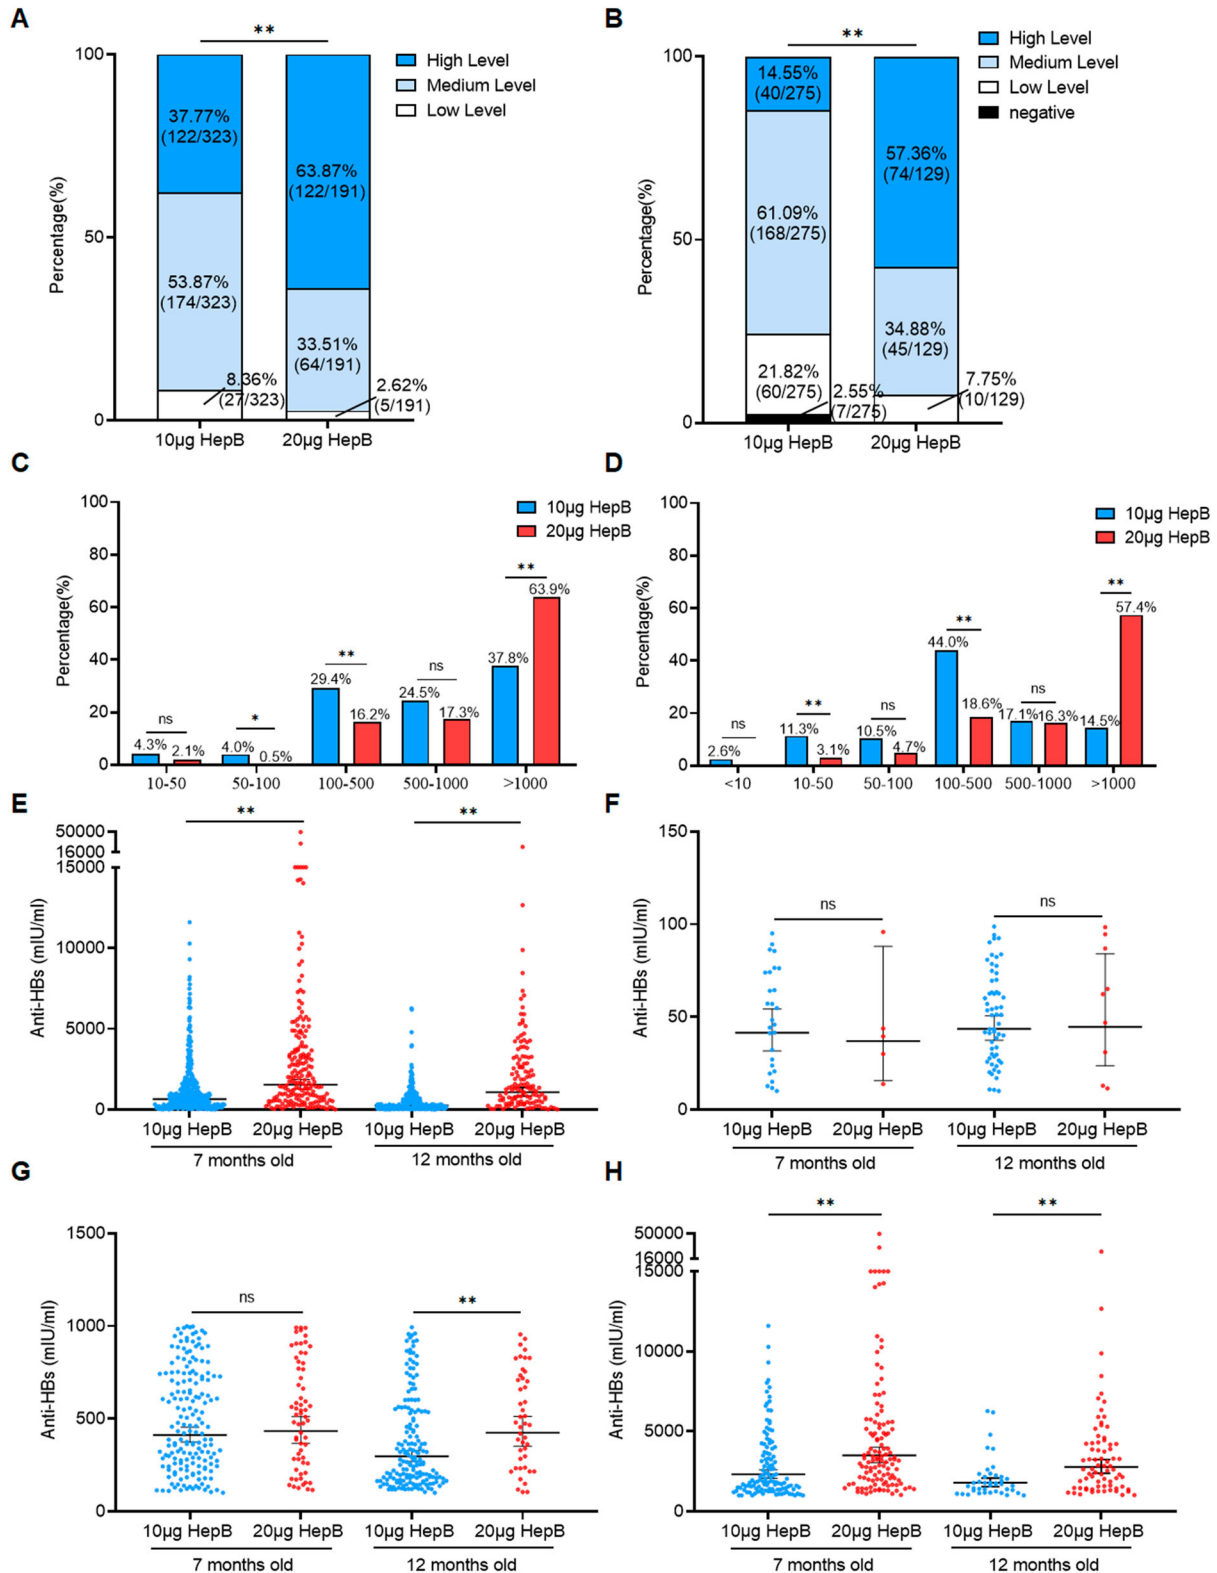 A
**
100
50
0
Percentage(%)
37.77%
(122/323)
53.87%
(174/323)
8.36%
(27/323)
63.87%
(122/191)
33.51%
(64/191)
2.62%
(5/191)
10µg HepB
20µg HepB
High Level
Medium Level
Low Level
B
**
100
50
0
Percentage(%)
14.55%
(40/275)
61.09%
(168/275)
21.82%
(60/275)
2.55%
(7/275)
57.36%
(74/129)
34.88%
(45/129)
7.75%
(10/129)
10µg HepB
20µg HepB
High Level
Medium Level
Low Level
negative
C
100
80
60
40
20
0
Percentage(%)
10µg HepB
20µg HepB
ns
4.3%
2.1%
*
4.0%
0.5%
**
29.4%
16.2%
ns
24.5%
17.3%
**
37.8%
63.9%
10-50
50-100
100-500
500-1000
>1000
D
100
80
60
40
20
0
Percentage(%)
10µg HepB
20µg HepB
ns
2.6%
**
11.3%
3.1%
ns
10.5%
4.7%
**
44.0%
18.6%
ns
17.1%
16.3%
**
14.5%
57.4%
<10
10-50
50-100
100-500
500-1000
>1000
E
**
**
50000
16000
15000
10000
5000
0
Anti-HBs (mIU/ml)
10µg HepB
20µg HepB
10µg HepB
20µg HepB
7 months old
12 months old
F
ns
ns
150
100
50
0
Anti-HBs (mIU/ml)
10µg HepB
20µg HepB
10µg HepB
20µg HepB
7 months old
12 months old
G
ns
**
1500
1000
500
0
Anti-HBs (mIU/ml)
10µg HepB
20µg HepB
10µg HepB
20µg HepB
7 months old
12 months old
H
**
**
50000
16000
15000
10000
5000
0
Anti-HBs (mIU/ml)
10µg HepB
20µg HepB
10µg HepB
20µg HepB
7 months old
12 months old